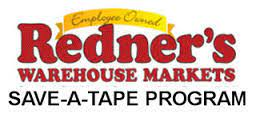 Employee Owned
Redner's
WAREHOUSE MARKETS
SAVE-A-TAPE PROGRAM